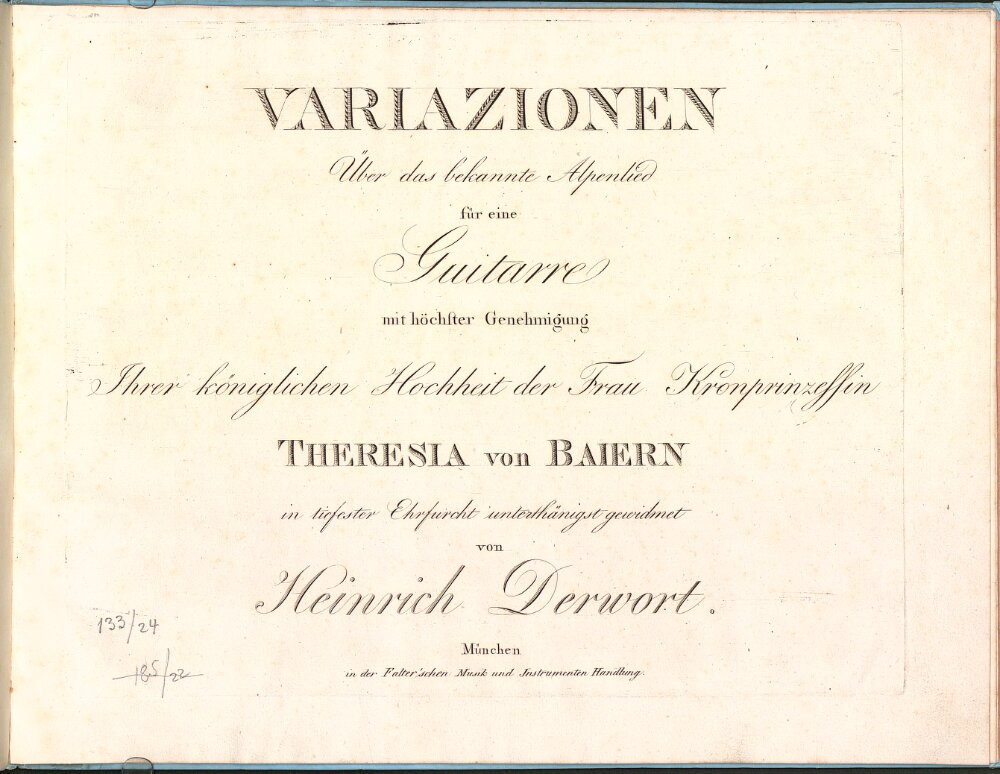 VARIAZIONEN
Über das bekannte Alpenlied
für eine
Guitarre
mit höchſter Genehmigung
Ihrer königlichen Hochheit der Frau Kronprinzeſſin
THERESIA von BAIERN
in tiefester Ehrfurcht unterthänigst gewidmet
von
Heinrich Derwort.
133/24
185/22
München
in der Falter'schen Musik und Instrumenten Handlung.